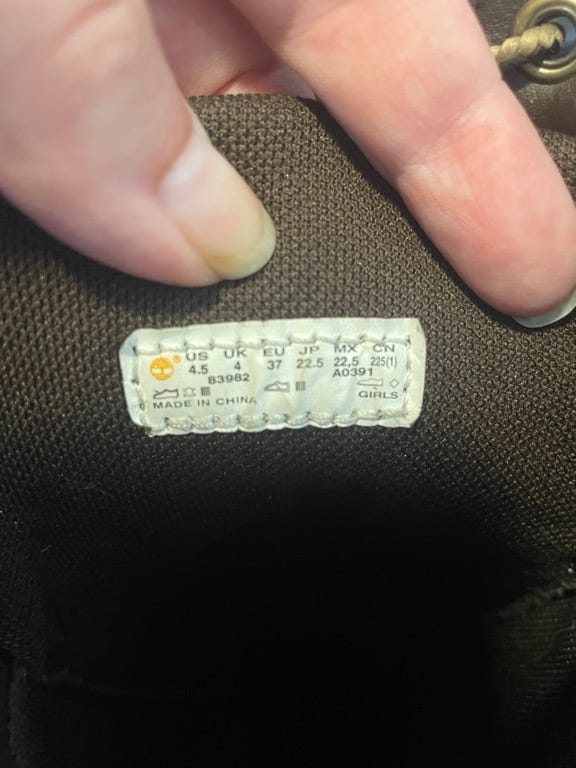 ® US UK EU JP MX CN
4.5 4 37 22.5 22,5 225(1)
83982 A0391
MADE IN CHINA GIRLS